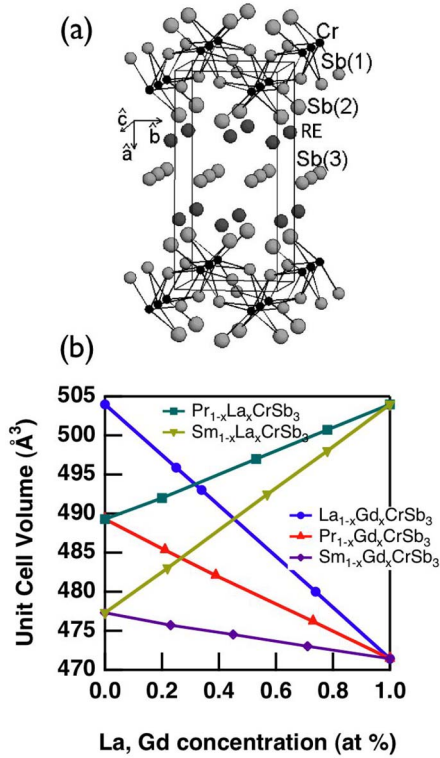 (a)
Cr
Sb(1)
Sb(2)
RE
Sb(3)
ĉ
b̂
â
(b)
505
500
495
490
485
480
475
470
Unit Cell Volume (Å³)
Pr₁₋ₓLaₓCrSb₃
Sm₁₋ₓLaₓCrSb₃
La₁₋ₓGdₓCrSb₃
Pr₁₋ₓGdₓCrSb₃
Sm₁₋ₓGdₓCrSb₃
0.0 0.2 0.4 0.6 0.8 1.0
La, Gd concentration (at %)